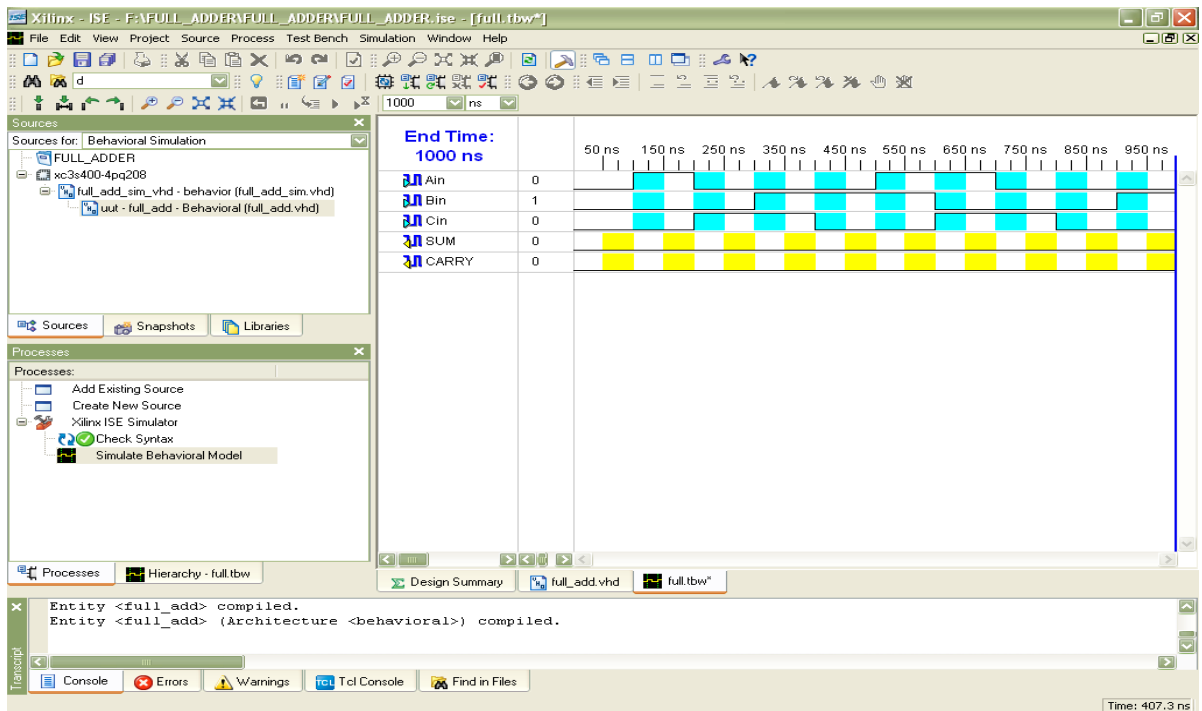 Xilinx - ISE - F:\FULL_ADDER\FULL_ADDER\FULL_ADDER.ise - [full.tbw*]
File Edit View Project Source Process Test Bench Simulation Window Help
d
1000 ns
Sources
Sources for: Behavioral Simulation
FULL_ADDER
xc3s400-4pq208
full_add_sim_vhd - behavior (full_add_sim.vhd)
uut - full_add - Behavioral (full_add.vhd)
Sources Snapshots Libraries
Processes
Processes:
Add Existing Source
Create New Source
Xilinx ISE Simulator
Check Syntax
Simulate Behavioral Model
Processes Hierarchy - full.tbw
End Time:
1000 ns
50 ns 150 ns 250 ns 350 ns 450 ns 550 ns 650 ns 750 ns 850 ns 950 ns
Ain 0
Bin 1
Cin 0
SUM 0
CARRY 0
Design Summary full_add.vhd full.tbw*
Entity <full_add> compiled.
Entity <full_add> (Architecture <behavioral>) compiled.
Transcript
Console Errors Warnings TCL Tcl Console Find in Files
Time: 407.3 ns